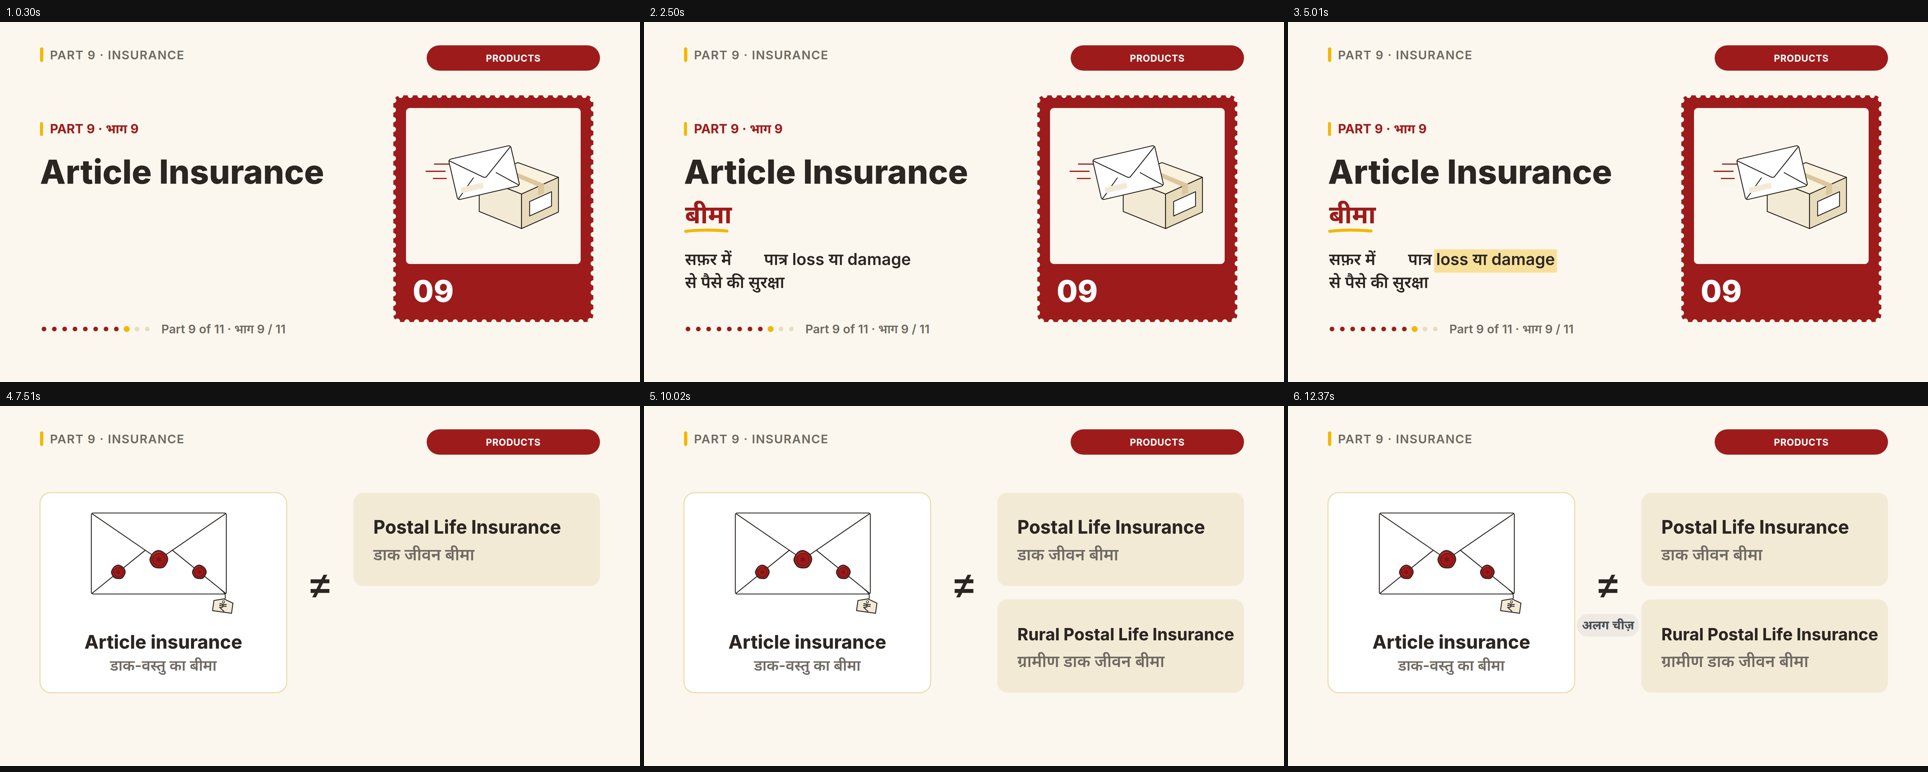 1. 0.30s
PART 9 · INSURANCE
PRODUCTS
PART 9 · भाग 9
Article Insurance
09
Part 9 of 11 · भाग 9 / 11
2. 2.50s
PART 9 · INSURANCE
PRODUCTS
PART 9 · भाग 9
Article Insurance
बीमा
सफ़र में पात्र loss या damage
से पैसे की सुरक्षा
09
Part 9 of 11 · भाग 9 / 11
3. 5.01s
PART 9 · INSURANCE
PRODUCTS
PART 9 · भाग 9
Article Insurance
बीमा
सफ़र में पात्र loss या damage
से पैसे की सुरक्षा
09
Part 9 of 11 · भाग 9 / 11
4. 7.51s
PART 9 · INSURANCE
PRODUCTS
Article insurance
डाक-वस्तु का बीमा
≠
Postal Life Insurance
डाक जीवन बीमा
5. 10.02s
PART 9 · INSURANCE
PRODUCTS
Article insurance
डाक-वस्तु का बीमा
≠
Postal Life Insurance
डाक जीवन बीमा
Rural Postal Life Insurance
ग्रामीण डाक जीवन बीमा
6. 12.37s
PART 9 · INSURANCE
PRODUCTS
Article insurance
डाक-वस्तु का बीमा
≠
अलग चीज़
Postal Life Insurance
डाक जीवन बीमा
Rural Postal Life Insurance
ग्रामीण डाक जीवन बीमा